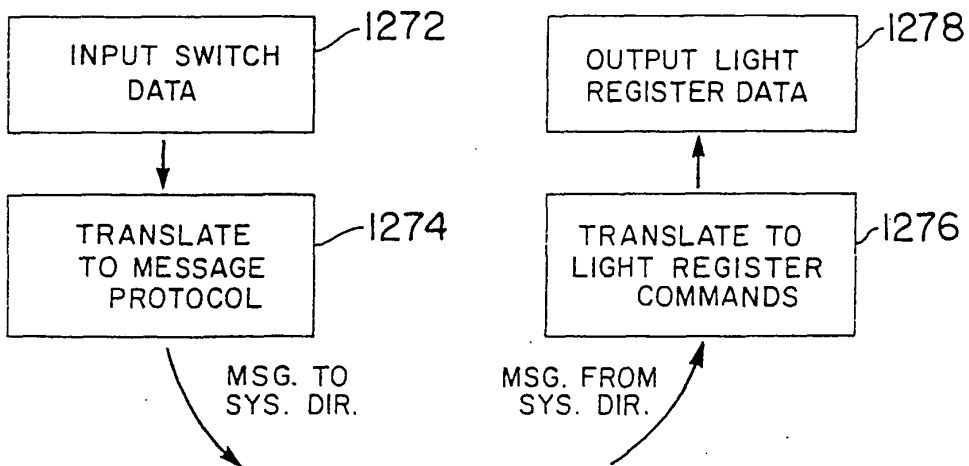 INPUT SWITCH
DATA
1272
TRANSLATE
TO MESSAGE
PROTOCOL
1274
MSG. TO
SYS. DIR.
MSG. FROM
SYS. DIR.
TRANSLATE TO
LIGHT REGISTER
COMMANDS
1276
OUTPUT LIGHT
REGISTER DATA
1278